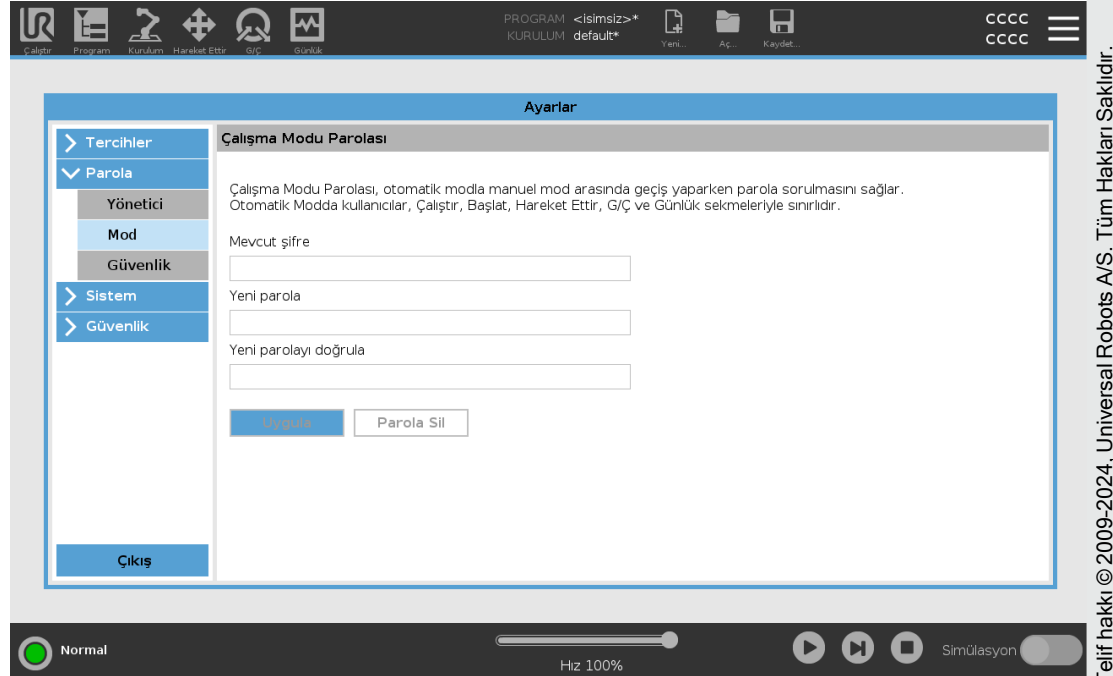 PROGRAM <isimsiz>*
KURULUM default*
cccc
cccc
Çalıştır Program Kurulum Hareket Ettir G/Ç Günlük Yeni... Aç... Kaydet...
Ayarlar
Tercihler
Parola
Yönetici
Mod
Güvenlik
Sistem
Güvenlik
Çıkış
Çalışma Modu Parolası
Çalışma Modu Parolası, otomatik modla manuel mod arasında geçiş yaparken parola sorulmasını sağlar.
Otomatik Modda kullanıcılar, Çalıştır, Başlat, Hareket Ettir, G/Ç ve Günlük sekmeleriyle sınırlıdır.
Mevcut şifre
Yeni parola
Yeni parolayı doğrula
Uygula Parola Sil
Normal
Hız 100%
Simülasyon
Telif hakkı © 2009-2024, Universal Robots A/S. Tüm Hakları Saklıdır.